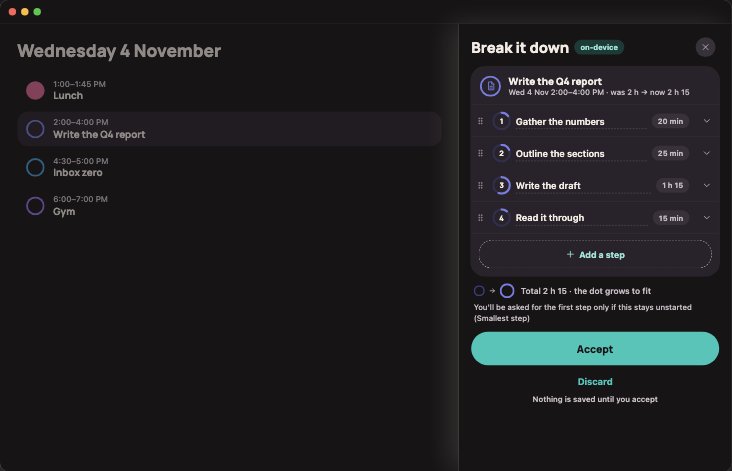 Wednesday 4 November
1:00–1:45 PM
Lunch
2:00–4:00 PM
Write the Q4 report
4:30–5:00 PM
Inbox zero
6:00–7:00 PM
Gym
Break it down
on-device
Write the Q4 report
Wed 4 Nov 2:00–4:00 PM · was 2 h → now 2 h 15
1 Gather the numbers 20 min
2 Outline the sections 25 min
3 Write the draft 1 h 15
4 Read it through 15 min
+ Add a step
→ Total 2 h 15 · the dot grows to fit
You'll be asked for the first step only if this stays unstarted
(Smallest step)
Accept
Discard
Nothing is saved until you accept